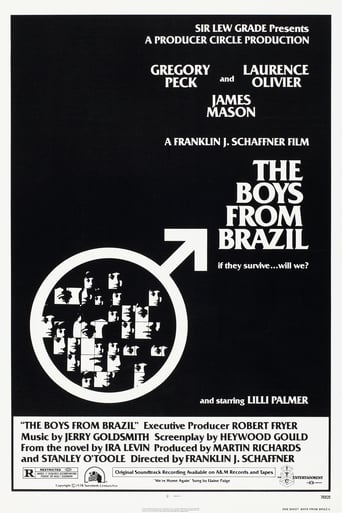 SIR LEW GRADE Presents
A PRODUCER CIRCLE PRODUCTION
GREGORY PECK and LAURENCE OLIVIER
JAMES MASON
A FRANKLIN J. SCHAFFNER FILM
THE
BOYS
FROM
BRAZIL
if they survive...will we?
and starring LILLI PALMER
"THE BOYS FROM BRAZIL" Executive Producer ROBERT FRYER
Music by JERRY GOLDSMITH Screenplay by HEYWOOD GOULD
From the novel by IRA LEVIN Produced by MARTIN RICHARDS
and STANLEY O'TOOLE Directed by FRANKLIN J. SCHAFFNER
R RESTRICTED
Original Soundtrack Recording Available on A&M Records and Tapes
"We're Home Again" Sung by Elaine Paige
ENTERTAINMENT